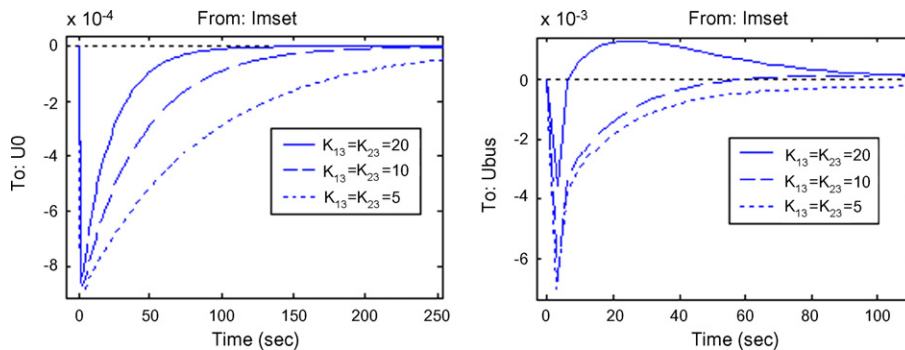 x 10⁻⁴
From: Imset
0
-2
-4
-6
-8
To: U0
K₁₃=K₂₃=20
K₁₃=K₂₃=10
K₁₃=K₂₃=5
0 50 100 150 200 250
Time (sec)
x 10⁻³
From: Imset
0
-2
-4
-6
To: Ubus
K₁₃=K₂₃=20
K₁₃=K₂₃=10
K₁₃=K₂₃=5
0 20 40 60 80 100
Time (sec)